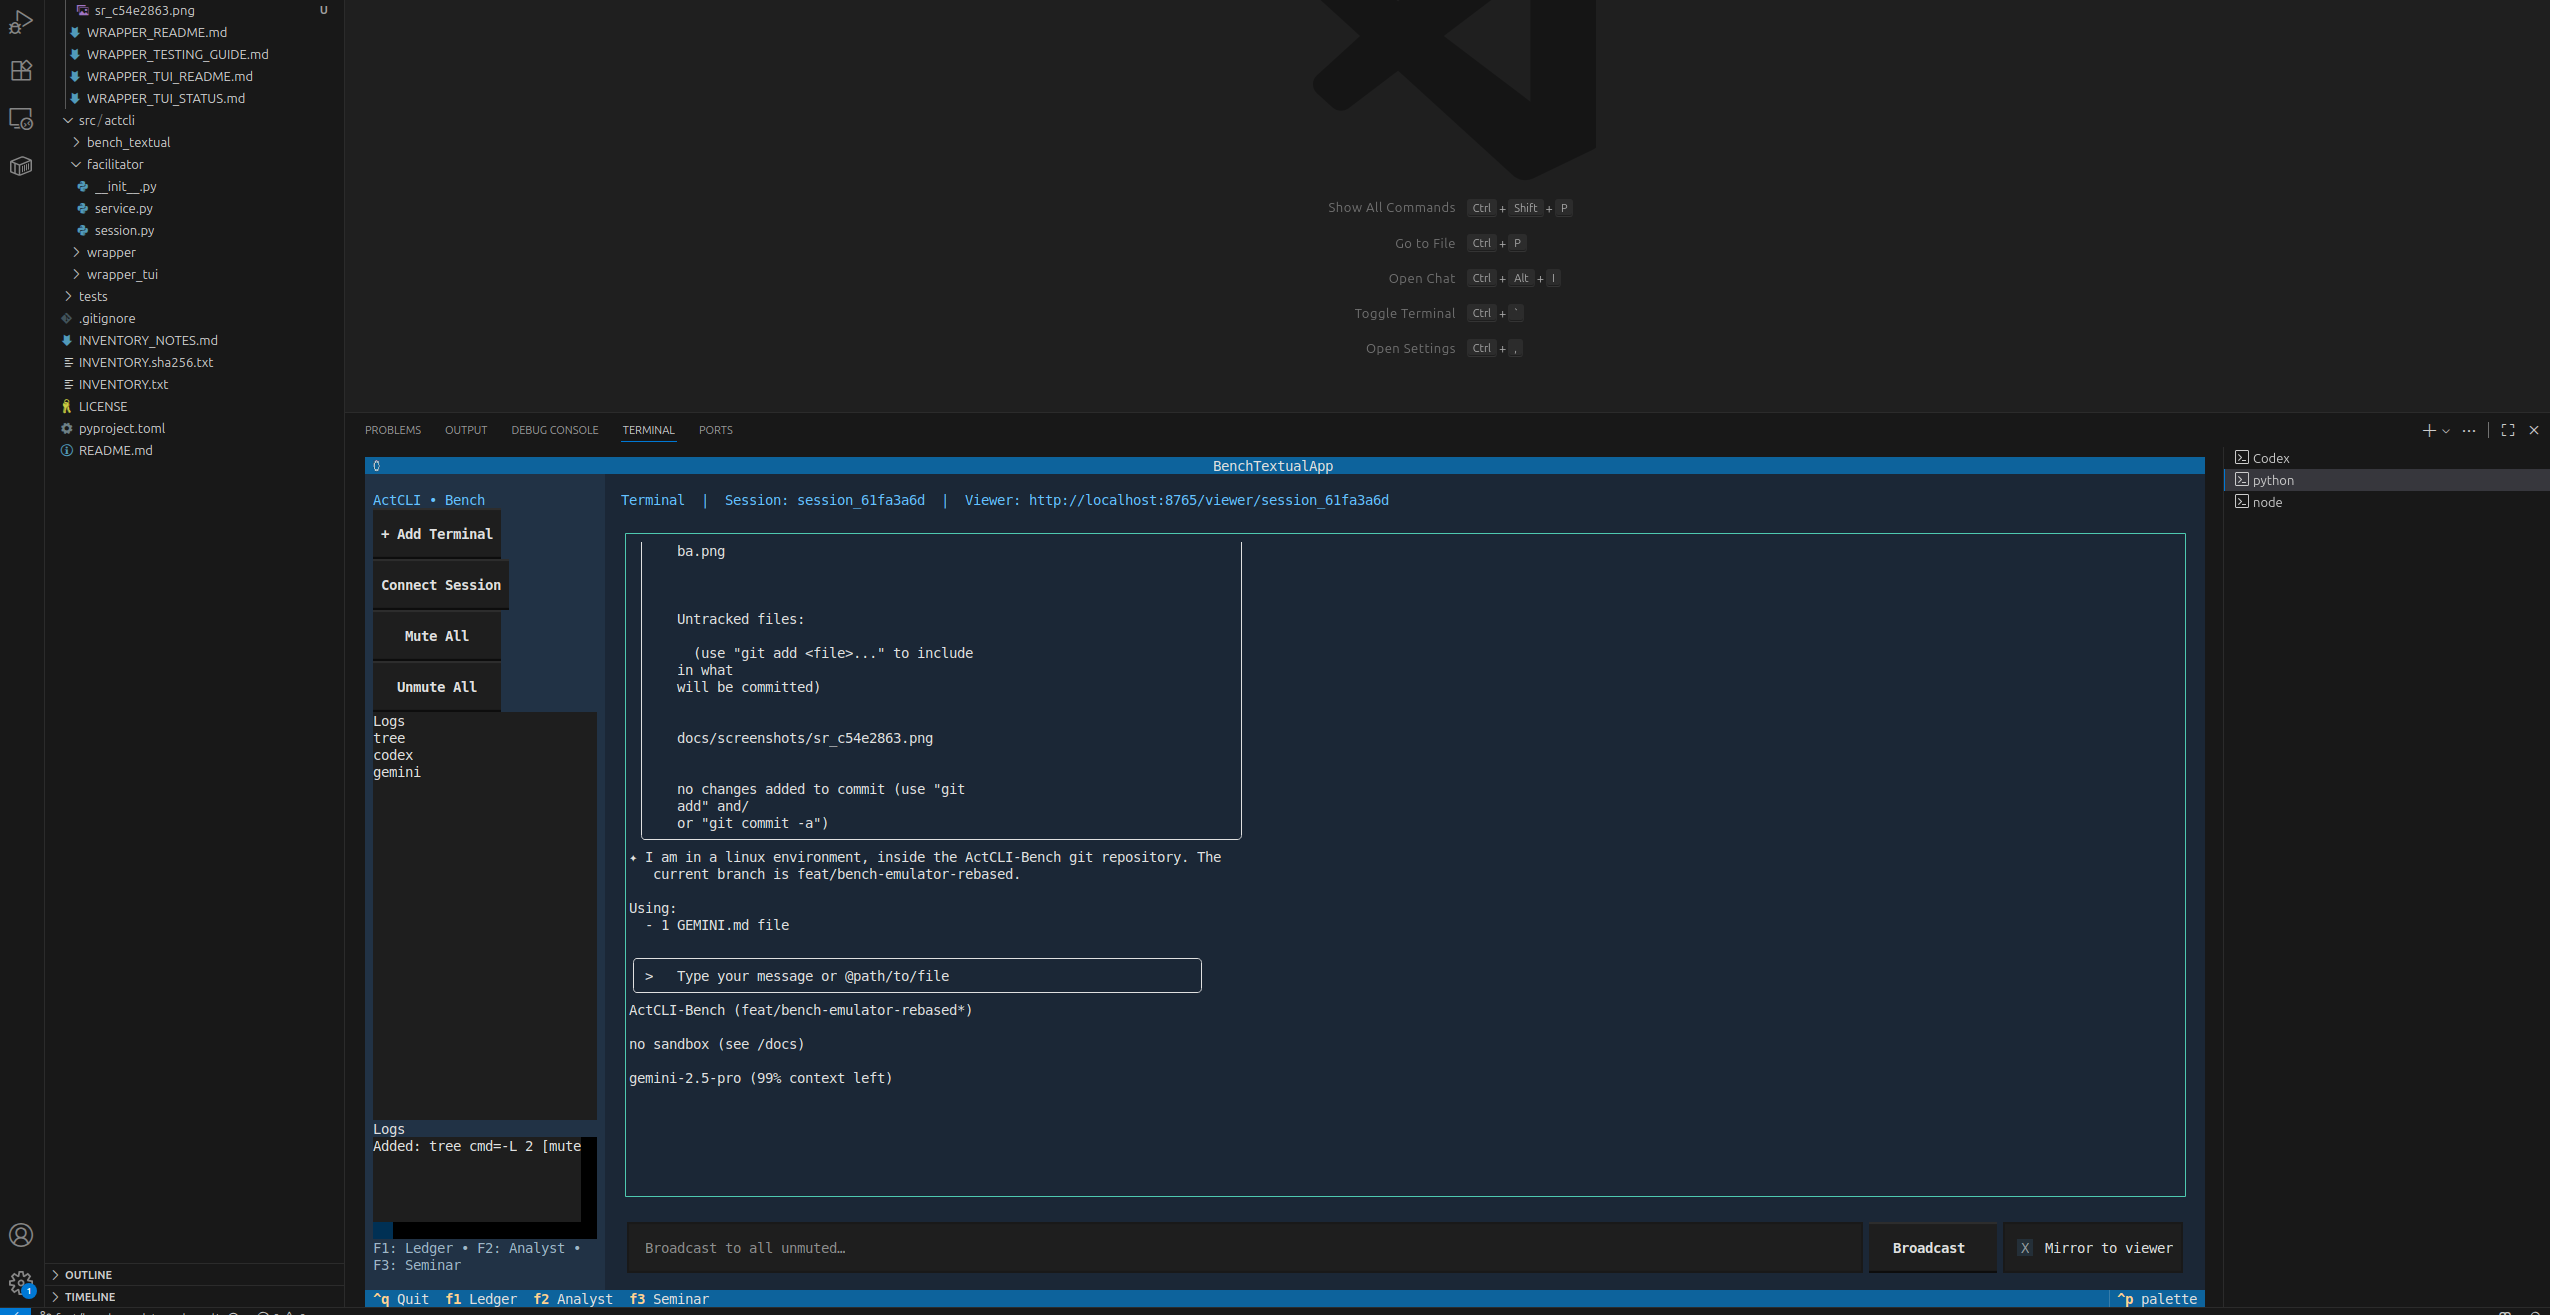 sr_c54e2863.png U
WRAPPER_README.md
WRAPPER_TESTING_GUIDE.md
WRAPPER_TUI_README.md
WRAPPER_TUI_STATUS.md
src/actcli
bench_textual
facilitator
__init__.py
service.py
session.py
wrapper
wrapper_tui
tests
.gitignore
INVENTORY_NOTES.md
INVENTORY.sha256.txt
INVENTORY.txt
LICENSE
pyproject.toml
README.md
OUTLINE
TIMELINE
1
Show All Commands Ctrl + Shift + P
Go to File Ctrl + P
Open Chat Ctrl + Alt + I
Toggle Terminal Ctrl + `
Open Settings Ctrl + ,
PROBLEMS OUTPUT DEBUG CONSOLE TERMINAL PORTS
Codex
python
node
BenchTextualApp
ActCLI • Bench
+ Add Terminal
Connect Session
Mute All
Unmute All
Logs
tree
codex
gemini
Logs
Added: tree cmd=-L 2 [mute
F1: Ledger • F2: Analyst •
F3: Seminar
Terminal | Session: session_61fa3a6d | Viewer: http://localhost:8765/viewer/session_61fa3a6d
ba.png
Untracked files:
(use "git add <file>..." to include
in what
will be committed)
docs/screenshots/sr_c54e2863.png
no changes added to commit (use "git
add" and/
or "git commit -a")
✦ I am in a linux environment, inside the ActCLI-Bench git repository. The
current branch is feat/bench-emulator-rebased.
Using:
- 1 GEMINI.md file
> Type your message or @path/to/file
ActCLI-Bench (feat/bench-emulator-rebased*)
no sandbox (see /docs)
gemini-2.5-pro (99% context left)
Broadcast to all unmuted…
Broadcast
X Mirror to viewer
^q Quit f1 Ledger f2 Analyst f3 Seminar
^p palette